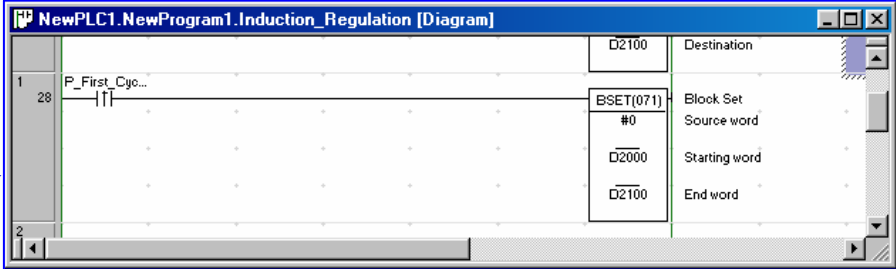 NewPLC1.NewProgram1.Induction_Regulation [Diagram]
D2100 Destination
1 P_First_Cyc...
28 BSET(071) Block Set
#0 Source word
D2000 Starting word
D2100 End word
2